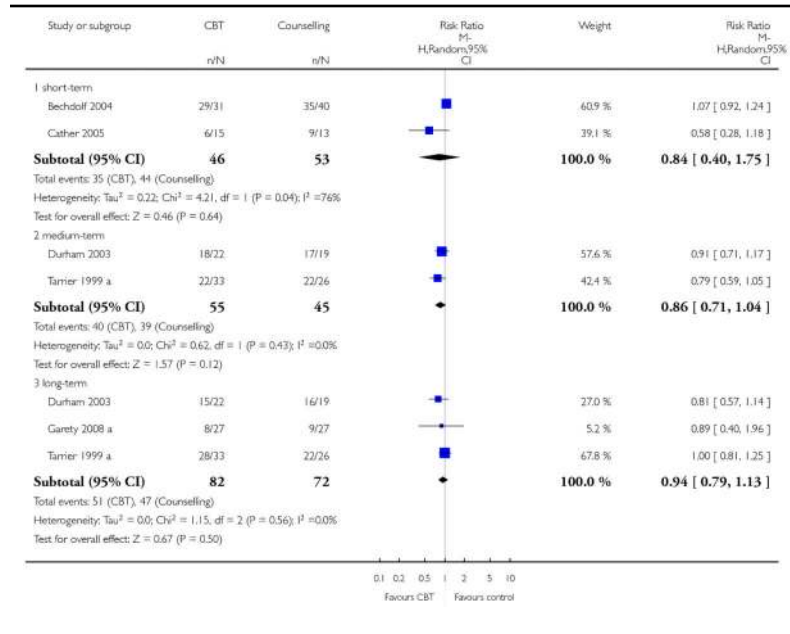 Study or subgroup CBT Counselling Risk Ratio Weight Risk Ratio
M- M-
H,Random,95% H,Random,95%
n/N n/N CI CI
1 short-term
Bechdolf 2004 29/31 35/40 60.9 % 1.07 [ 0.92, 1.24 ]
Cather 2005 6/15 9/13 39.1 % 0.58 [ 0.28, 1.18 ]
Subtotal (95% CI) 46 53 100.0 % 0.84 [ 0.40, 1.75 ]
Total events: 35 (CBT), 44 (Counselling)
Heterogeneity: Tau² = 0.22; Chi² = 4.21, df = 1 (P = 0.04); I² =76%
Test for overall effect: Z = 0.46 (P = 0.64)
2 medium-term
Durham 2003 18/22 17/19 57.6 % 0.91 [ 0.71, 1.17 ]
Tarrier 1999 a 22/33 22/26 42.4 % 0.79 [ 0.59, 1.05 ]
Subtotal (95% CI) 55 45 100.0 % 0.86 [ 0.71, 1.04 ]
Total events: 40 (CBT), 39 (Counselling)
Heterogeneity: Tau² = 0.0; Chi² = 0.62, df = 1 (P = 0.43); I² =0.0%
Test for overall effect: Z = 1.57 (P = 0.12)
3 long-term
Durham 2003 15/22 16/19 27.0 % 0.81 [ 0.57, 1.14 ]
Garety 2008 a 8/27 9/27 5.2 % 0.89 [ 0.40, 1.96 ]
Tarrier 1999 a 28/33 22/26 67.8 % 1.00 [ 0.81, 1.25 ]
Subtotal (95% CI) 82 72 100.0 % 0.94 [ 0.79, 1.13 ]
Total events: 51 (CBT), 47 (Counselling)
Heterogeneity: Tau² = 0.0; Chi² = 1.15, df = 2 (P = 0.56); I² =0.0%
Test for overall effect: Z = 0.67 (P = 0.50)
0.1 0.2 0.5 1 2 5 10
Favours CBT Favours control